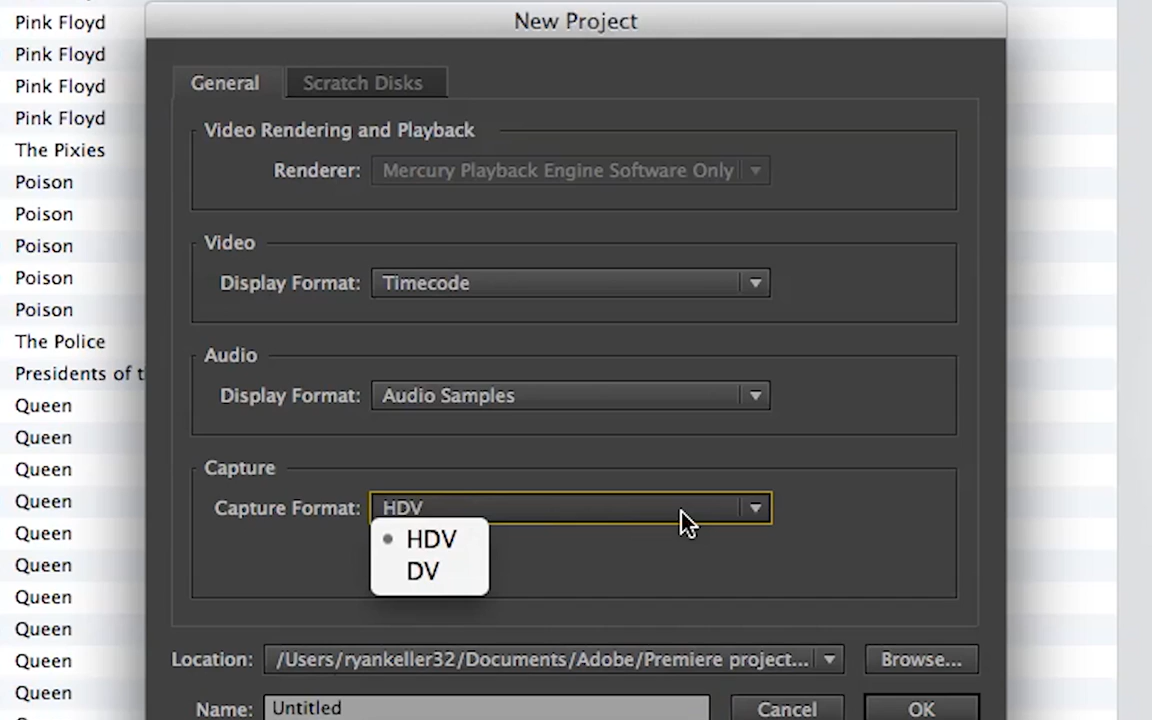 New Project
General
Scratch Disks
Video Rendering and Playback
Renderer: Mercury Playback Engine Software Only
Video
Display Format: Timecode
Audio
Display Format: Audio Samples
Capture
Capture Format: HDV
HDV
DV
Location: /Users/ryankeller32/Documents/Adobe/Premiere project... Browse...
Name: Untitled Cancel OK
Pink Floyd
Pink Floyd
Pink Floyd
Pink Floyd
The Pixies
Poison
Poison
Poison
Poison
Poison
The Police
Presidents of t
Queen
Queen
Queen
Queen
Queen
Queen
Queen
Queen
Queen
Queen